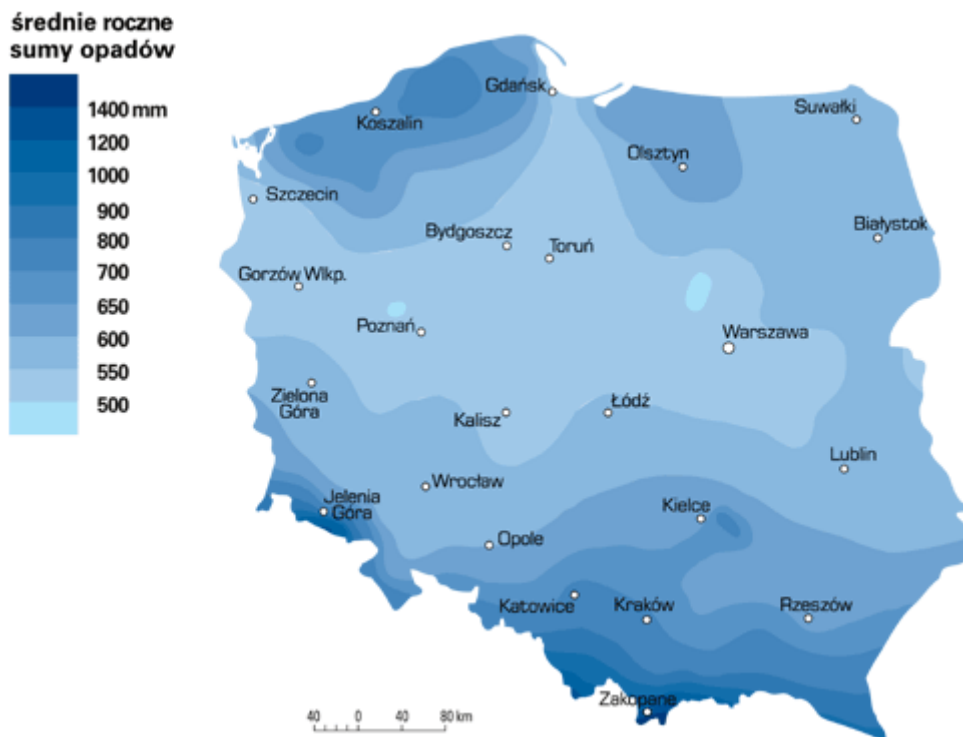 średnie roczne
sumy opadów
1400 mm
1200
1000
900
800
700
650
600
550
500
Gdańsk
Koszalin
Suwałki
Olsztyn
Szczecin
Bydgoszcz
Toruń
Białystok
Gorzów Wlkp.
Poznań
Warszawa
Zielona
Góra
Kalisz
Łódź
Lublin
Wrocław
Jelenia
Góra
Kielce
Opole
Katowice
Kraków
Rzeszów
Zakopane
40 0 40 80 km